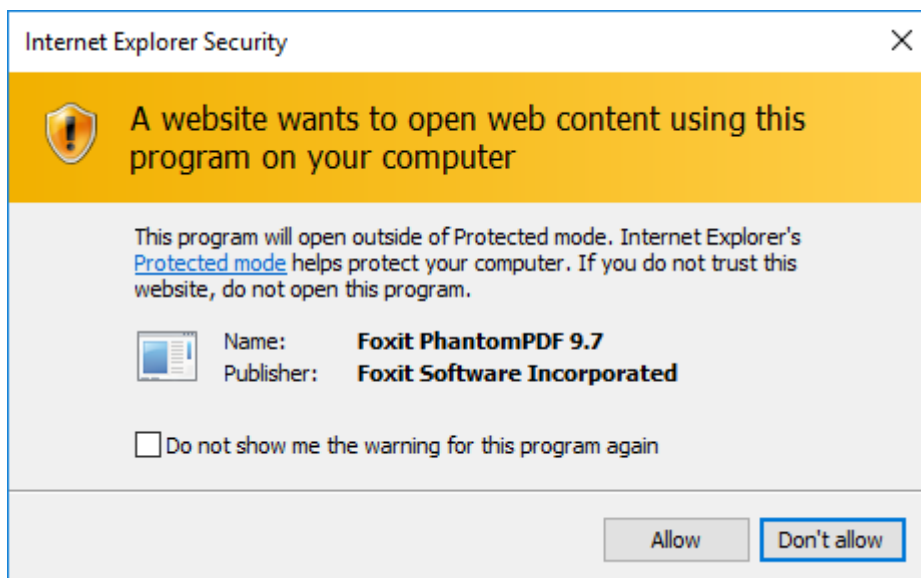 Internet Explorer Security
A website wants to open web content using this
program on your computer
This program will open outside of Protected mode. Internet Explorer's
Protected mode helps protect your computer. If you do not trust this
website, do not open this program.
Name: Foxit PhantomPDF 9.7
Publisher: Foxit Software Incorporated
Do not show me the warning for this program again
Allow Don't allow